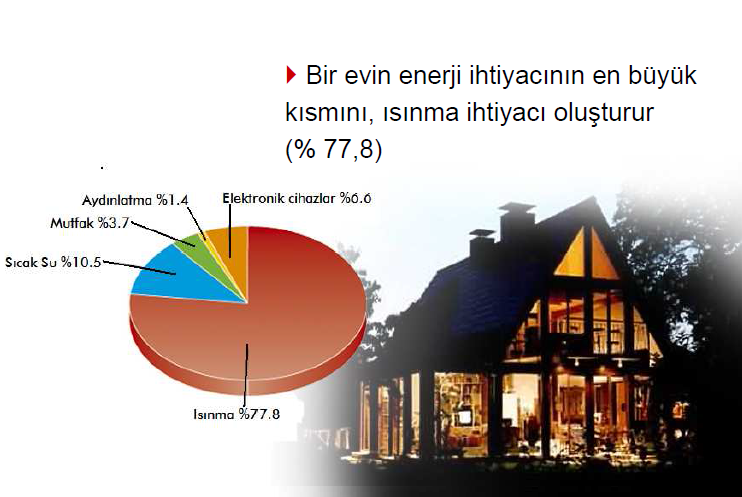 Bir evin enerji ihtiyacının en büyük
kısmını, ısınma ihtiyacı oluşturur
(% 77,8)
Aydınlatma %1.4
Elektronik cihazlar %6.6
Mutfak %3.7
Sıcak Su %10.5
Isınma %77.8